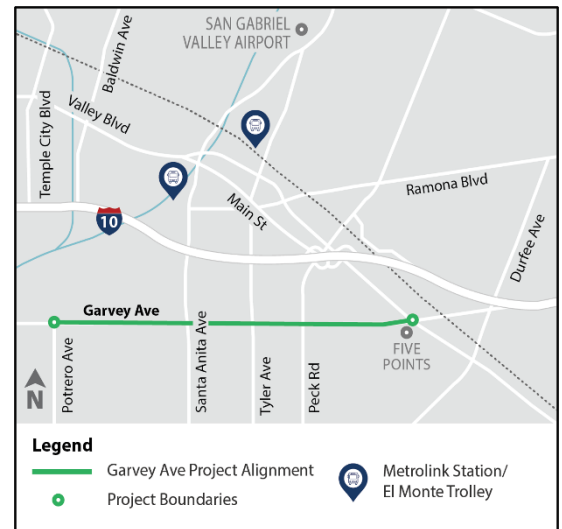 SAN GABRIEL
VALLEY AIRPORT
Baldwin Ave
Temple City Blvd
Valley Blvd
Ramona Blvd
Main St
10
Durfee Ave
Garvey Ave
FIVE
POINTS
Potrero Ave
Santa Anita Ave
Tyler Ave
Peck Rd
N
Legend
Garvey Ave Project Alignment
Project Boundaries
Metrolink Station/
El Monte Trolley